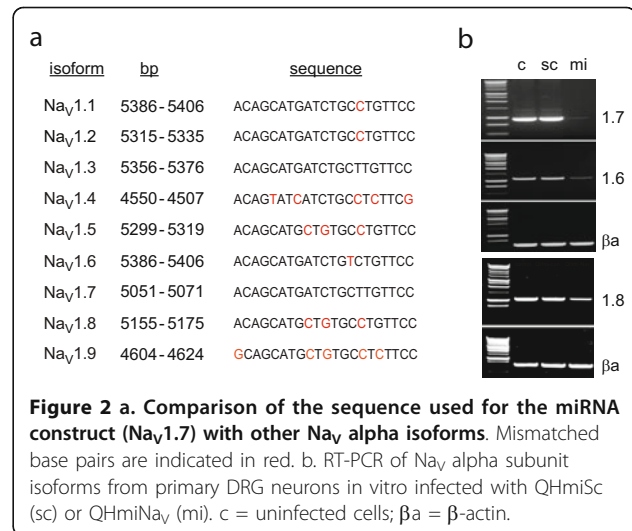 a
isoform bp sequence
NaV1.1 5386-5406 ACAGCATGATCTGCCTGTTCC
NaV1.2 5315-5335 ACAGCATGATCTGCCTGTTCC
NaV1.3 5356-5376 ACAGCATGATCTGCTTGTTCC
NaV1.4 4550-4507 ACAGTATCATCTGCCTCTTCG
NaV1.5 5299-5319 ACAGCATGCTGTGCCTGTTCC
NaV1.6 5386-5406 ACAGCATGATCTGTCTGTTCC
NaV1.7 5051-5071 ACAGCATGATCTGCTTGTTCC
NaV1.8 5155-5175 ACAGCATGCTGTGCCTGTTCC
NaV1.9 4604-4624 GCAGCATGCTGTGCCTCTTCC
b
c sc mi
1.7
1.6
βa
1.8
βa
Figure 2 a. Comparison of the sequence used for the miRNA
construct (NaV1.7) with other NaV alpha isoforms. Mismatched
base pairs are indicated in red. b. RT-PCR of NaV alpha subunit
isoforms from primary DRG neurons in vitro infected with QHmiSc
(sc) or QHmiNaV (mi). c = uninfected cells; βa = β-actin.